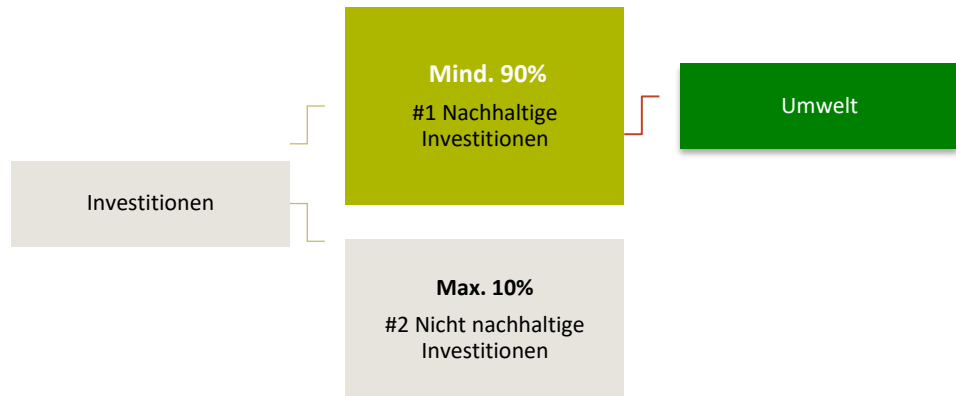 Investitionen
Mind. 90%
#1 Nachhaltige
Investitionen
Umwelt
Max. 10%
#2 Nicht nachhaltige
Investitionen